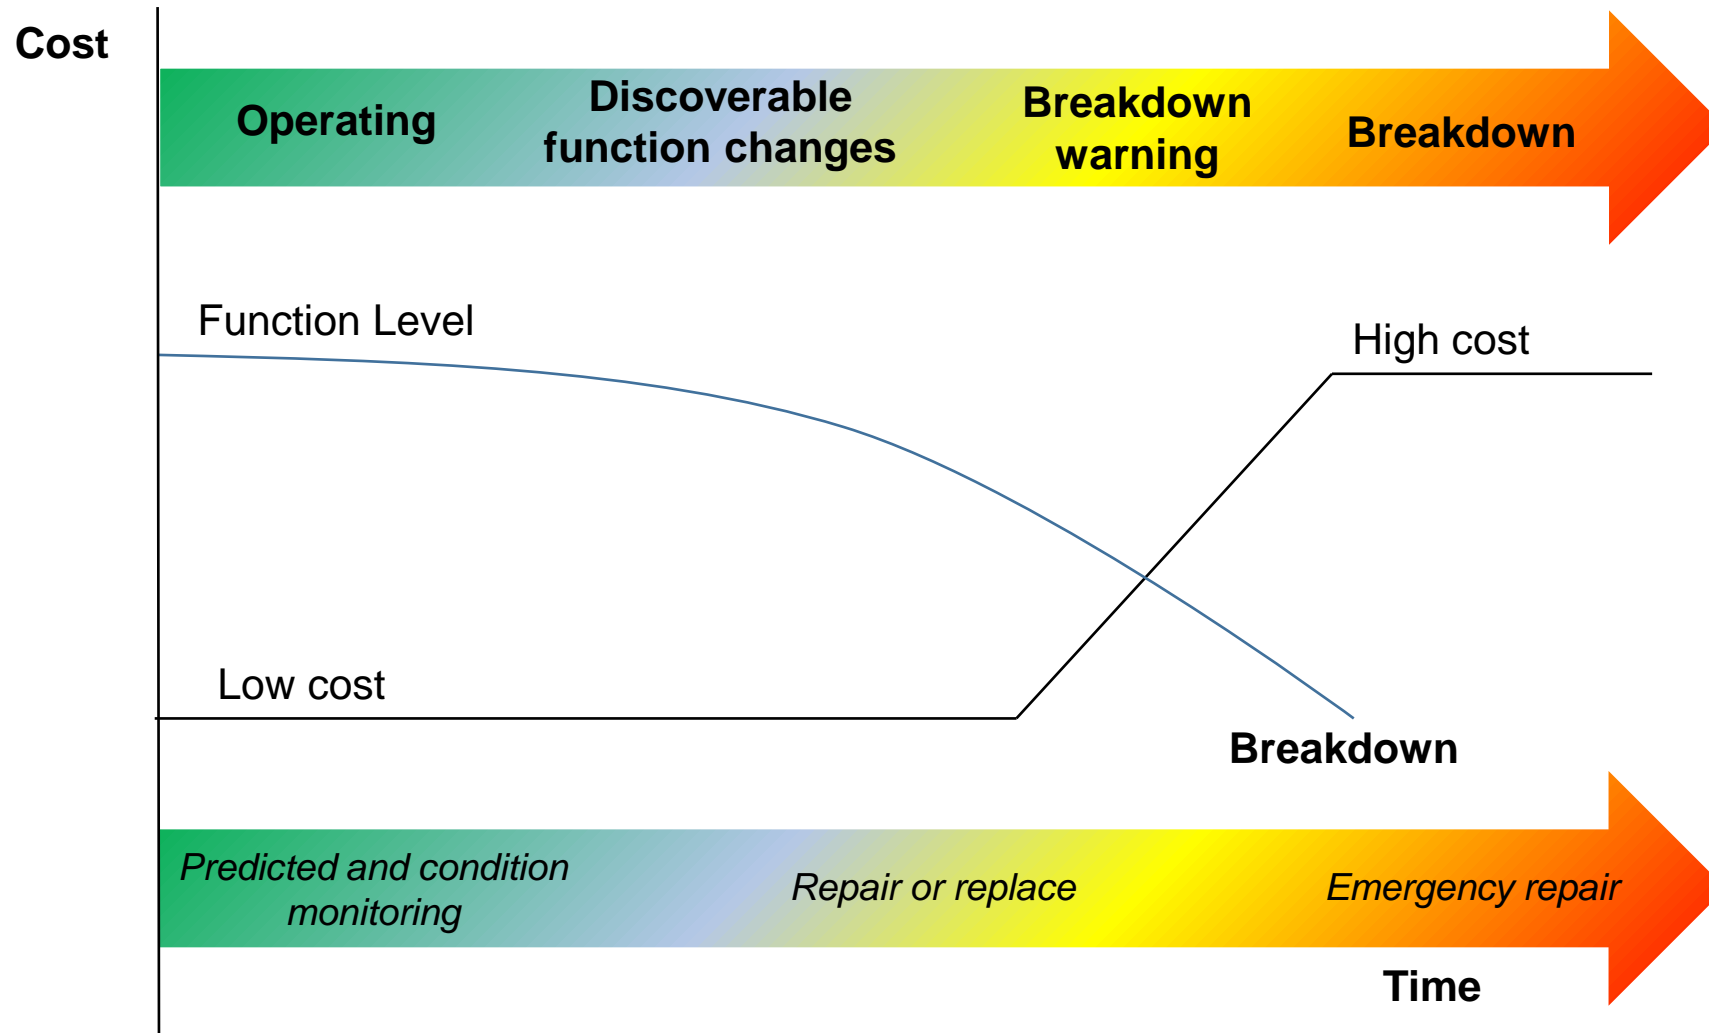 Cost
Operating
Discoverable
function changes
Breakdown
warning
Breakdown
Function Level
High cost
Low cost
Breakdown
Predicted and condition
monitoring
Repair or replace
Emergency repair
Time